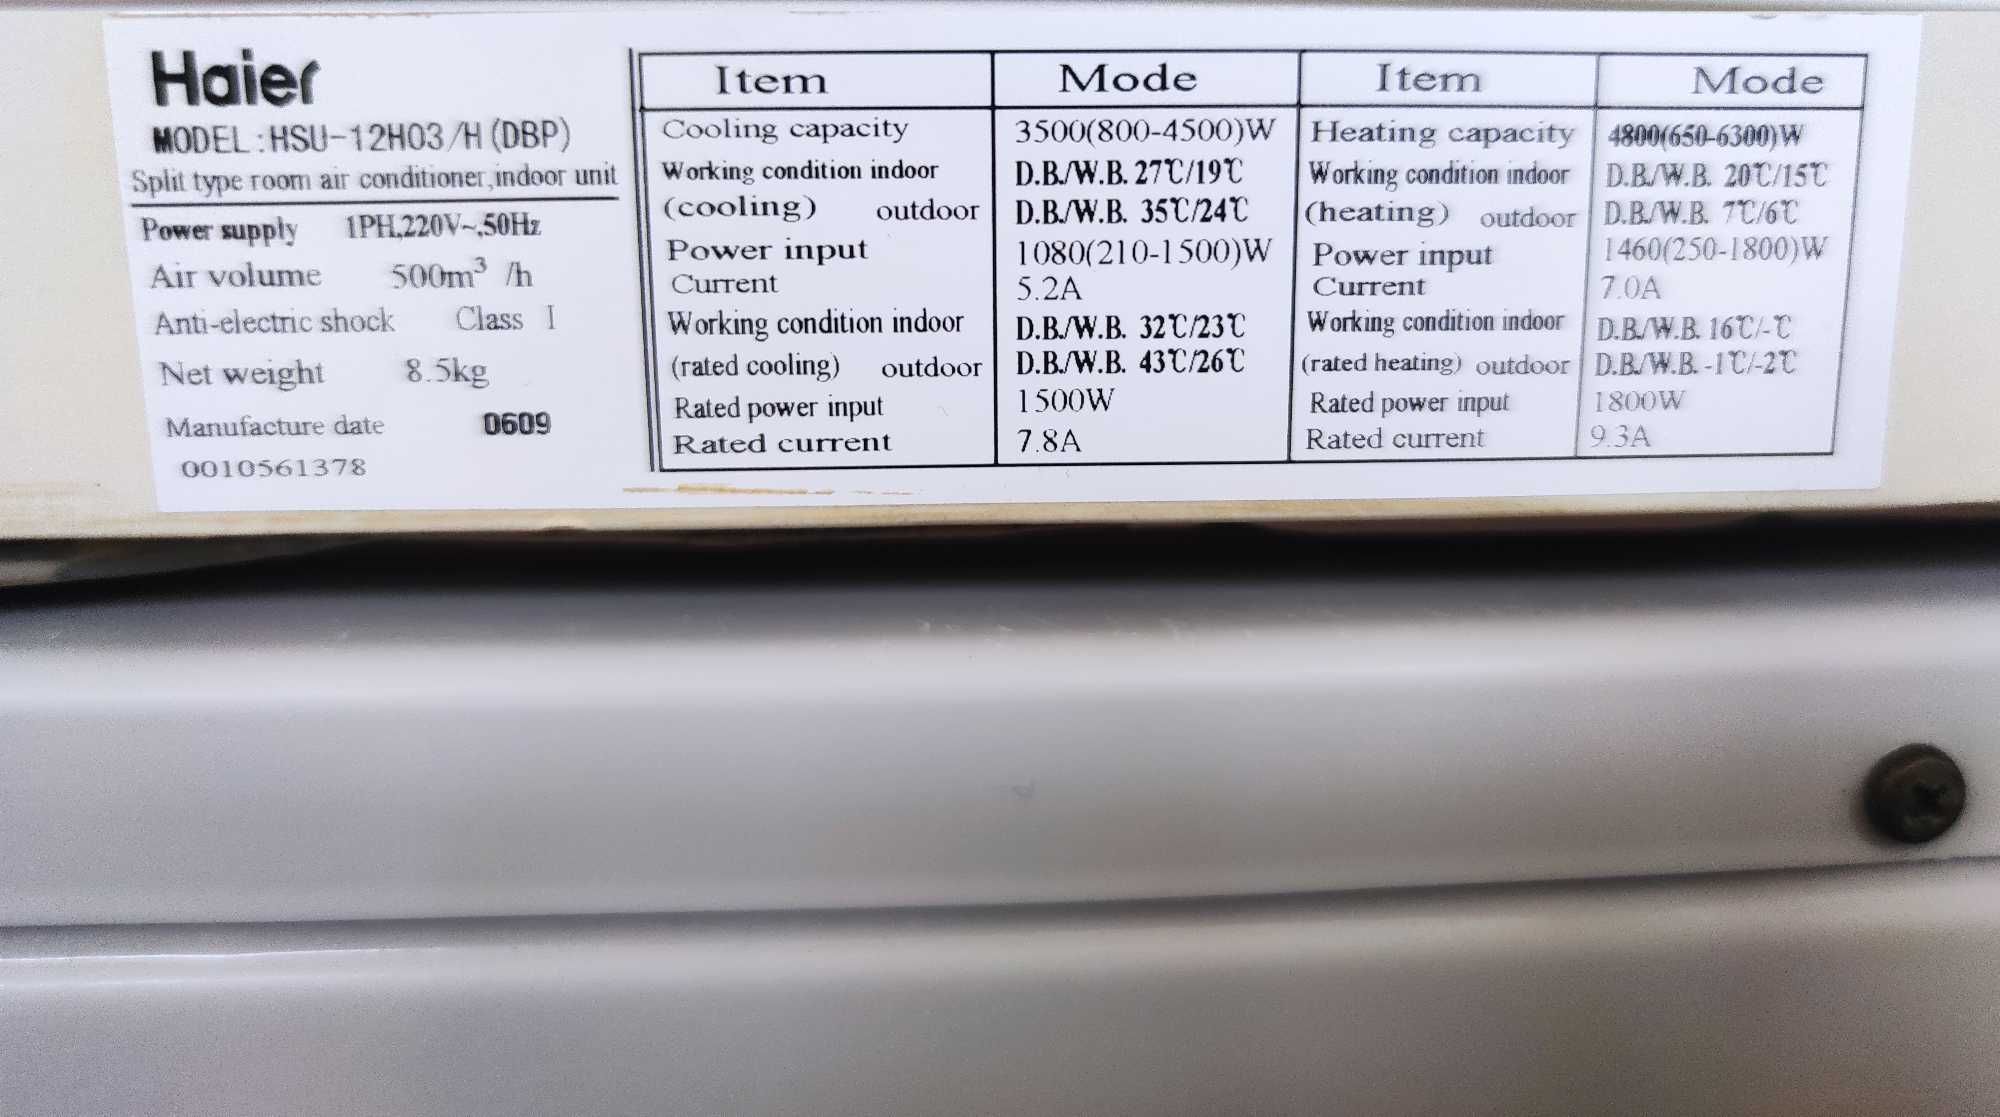 Haier
MODEL:HSU-12H03/H(DBP)
Split type room air conditioner,indoor unit
Power supply 1PH,220V~,50Hz
Air volume 500m³ /h
Anti-electric shock Class I
Net weight 8.5kg
Manufacture date 0609
0010561378
Item Mode Item Mode
Cooling capacity 3500(800-4500)W Heating capacity 4800(650-6300)W
Working condition indoor D.B./W.B. 27℃/19℃ Working condition indoor D.B./W.B. 20℃/15℃
(cooling) outdoor D.B./W.B. 35℃/24℃ (heating) outdoor D.B./W.B. 7℃/6℃
Power input 1080(210-1500)W Power input 1460(250-1800)W
Current 5.2A Current 7.0A
Working condition indoor D.B./W.B. 32℃/23℃ Working condition indoor D.B./W.B. 16℃/-℃
(rated cooling) outdoor D.B./W.B. 43℃/26℃ (rated heating) outdoor D.B./W.B. -1℃/-2℃
Rated power input 1500W Rated power input 1800W
Rated current 7.8A Rated current 9.3A